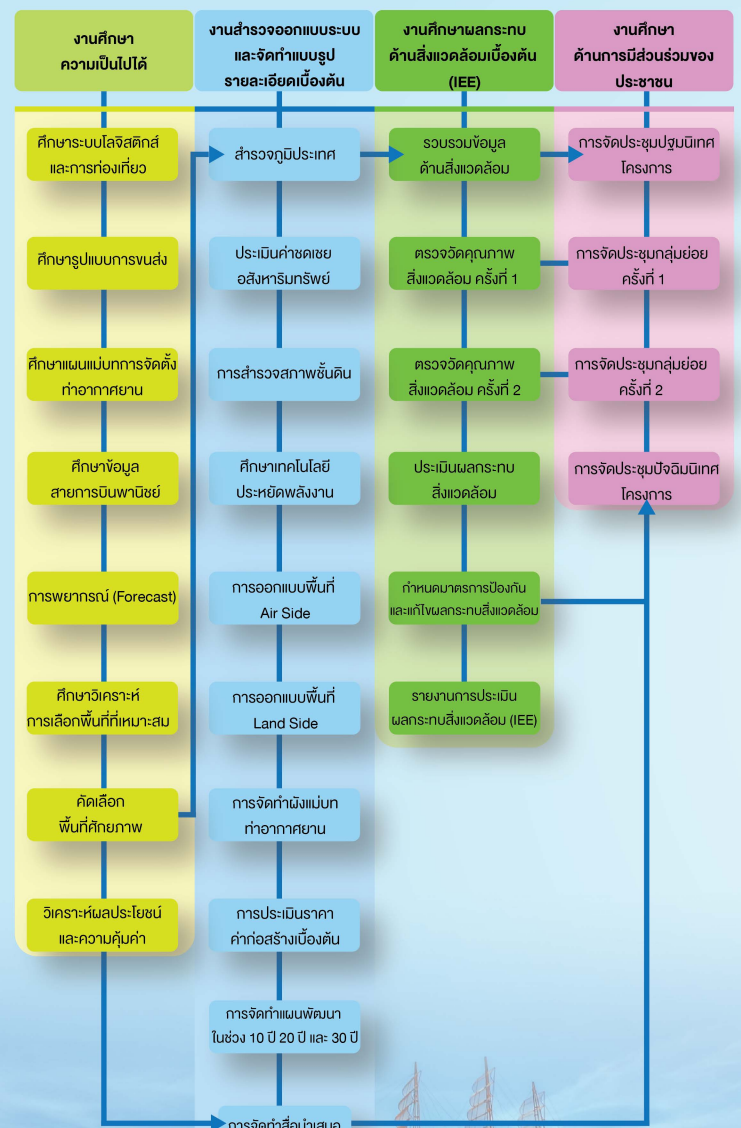 งานศึกษา
ความเป็นไปได้
ศึกษาระบบโลจิสติกส์
และการท่องเที่ยว
ศึกษารูปแบบการขนส่ง
ศึกษาแผนแม่บทการจัดตั้ง
ท่าอากาศยาน
ศึกษาข้อมูล
สายการบินพานิชย์
การพยากรณ์ (Forecast)
ศึกษาวิเคราะห์
การเลือกพื้นที่ที่เหมาะสม
คัดเลือก
พื้นที่ศักยภาพ
วิเคราะห์ผลประโยชน์
และความคุ้มค่า
งานสำรวจออกแบบระบบ
และจัดทำแบบรูป
รายละเอียดเบื้องต้น
สำรวจภูมิประเทศ
ประเมินค่าชดเชย
อสังหาริมทรัพย์
การสำรวจสภาพชั้นดิน
ศึกษาเทคโนโลยี
ประหยัดพลังงาน
การออกแบบพื้นที่
Air Side
การออกแบบพื้นที่
Land Side
การจัดทำผังแม่บท
ท่าอากาศยาน
การประเมินราคา
ค่าก่อสร้างเบื้องต้น
การจัดทำแผนพัฒนา
ในช่วง 10 ปี 20 ปี และ 30 ปี
การจัดทำสื่อนำเสนอ
งานศึกษาผลกระทบ
ด้านสิ่งแวดล้อมเบื้องต้น
(IEE)
รวบรวมข้อมูล
ด้านสิ่งแวดล้อม
ตรวจวัดคุณภาพ
สิ่งแวดล้อม ครั้งที่ 1
ตรวจวัดคุณภาพ
สิ่งแวดล้อม ครั้งที่ 2
ประเมินผลกระทบ
สิ่งแวดล้อม
กำหนดมาตรการป้องกัน
และแก้ไขผลกระทบสิ่งแวดล้อม
รายงานการประเมิน
ผลกระทบสิ่งแวดล้อม (IEE)
งานศึกษา
ด้านการมีส่วนร่วมของ
ประชาชน
การจัดประชุมปฐมนิเทศ
โครงการ
การจัดประชุมกลุ่มย่อย
ครั้งที่ 1
การจัดประชุมกลุ่มย่อย
ครั้งที่ 2
การจัดประชุมปัจฉิมนิเทศ
โครงการ